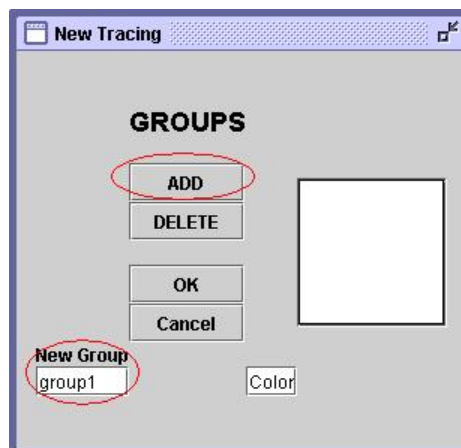 New Tracing
GROUPS
ADD
DELETE
OK
Cancel
New Group
group1
Color